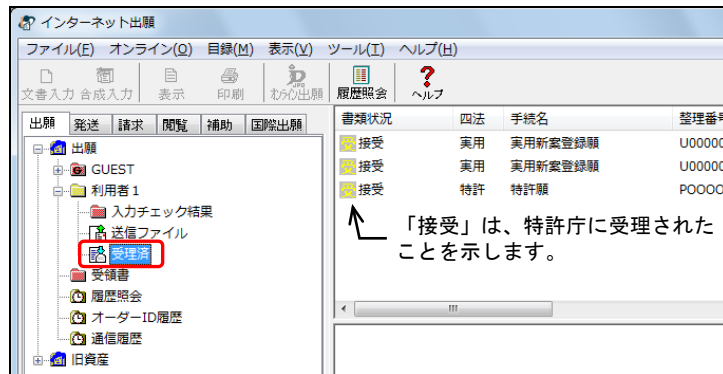 インターネット出願
ファイル(F) オンライン(O) 目録(M) 表示(V) ツール(T) ヘルプ(H)
文書入力 合成入力 表示 印刷 わライン出願 履歴照会 ヘルプ
出願 発送 請求 閲覧 補助 国際出願
書類状況 四法 手続名 整理番号
出願
GUEST
利用者1
入力チェック結果
送信ファイル
受理済
受領書
履歴照会
オーダーID履歴
通信履歴
旧資産
接受 実用 実用新案登録願 U00000
接受 実用 実用新案登録願 U00000
接受 特許 特許願 P0000
「接受」は、特許庁に受理された
ことを示します。